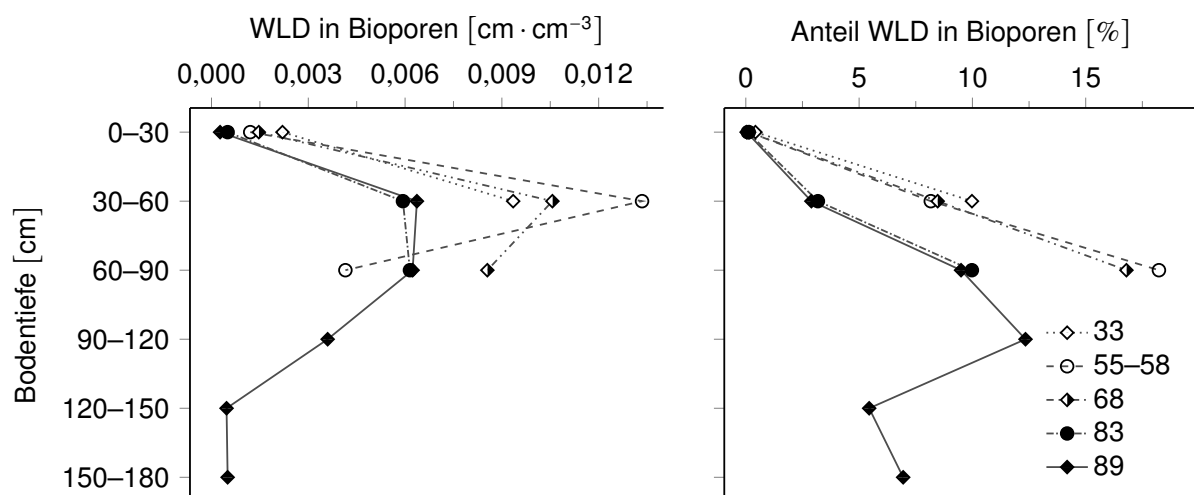 WLD in Bioporen [cm · cm⁻³]
0,000 0,003 0,006 0,009 0,012
Bodentiefe [cm]
0–30
30–60
60–90
90–120
120–150
150–180
Anteil WLD in Bioporen [%]
0 5 10 15
33
55–58
68
83
89